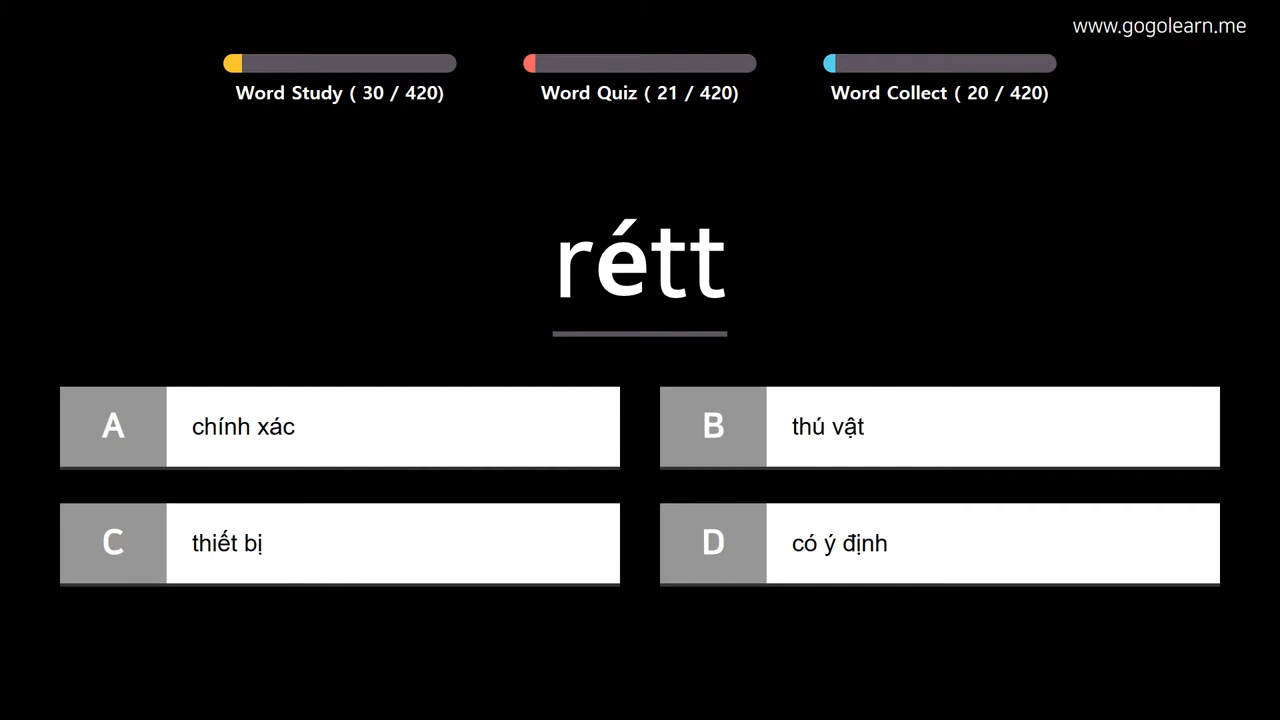 www.gogolearn.me
Word Study ( 30 / 420)
Word Quiz ( 21 / 420)
Word Collect ( 20 / 420)
rétt
A chính xác
B thú vật
C thiết bị
D có ý định